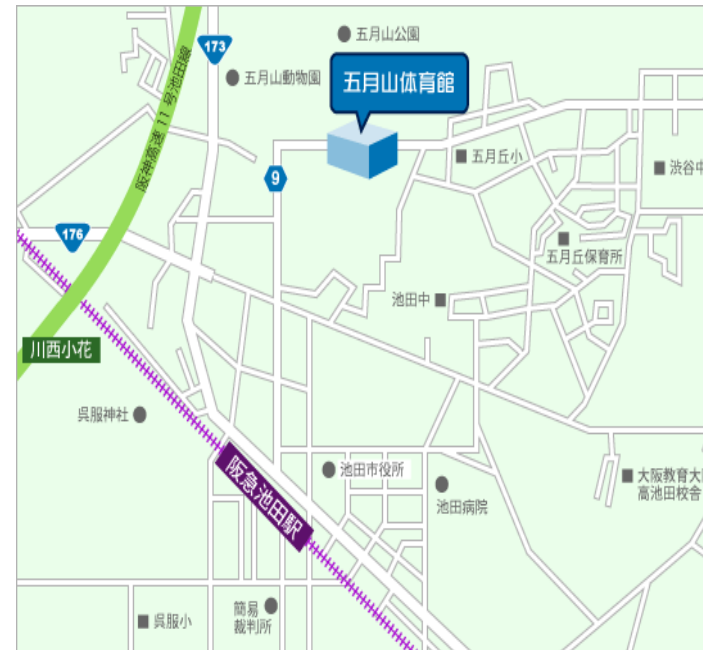 五月山公園
173
五月山動物園
五月山体育館
阪神高速 11 号池田線
五月丘小
渋谷中
9
176
五月丘保育所
池田中
川西小花
呉服神社
阪急池田駅
池田市役所
池田病院
大阪教育大
高池田校舎
簡易
裁判所
呉服小